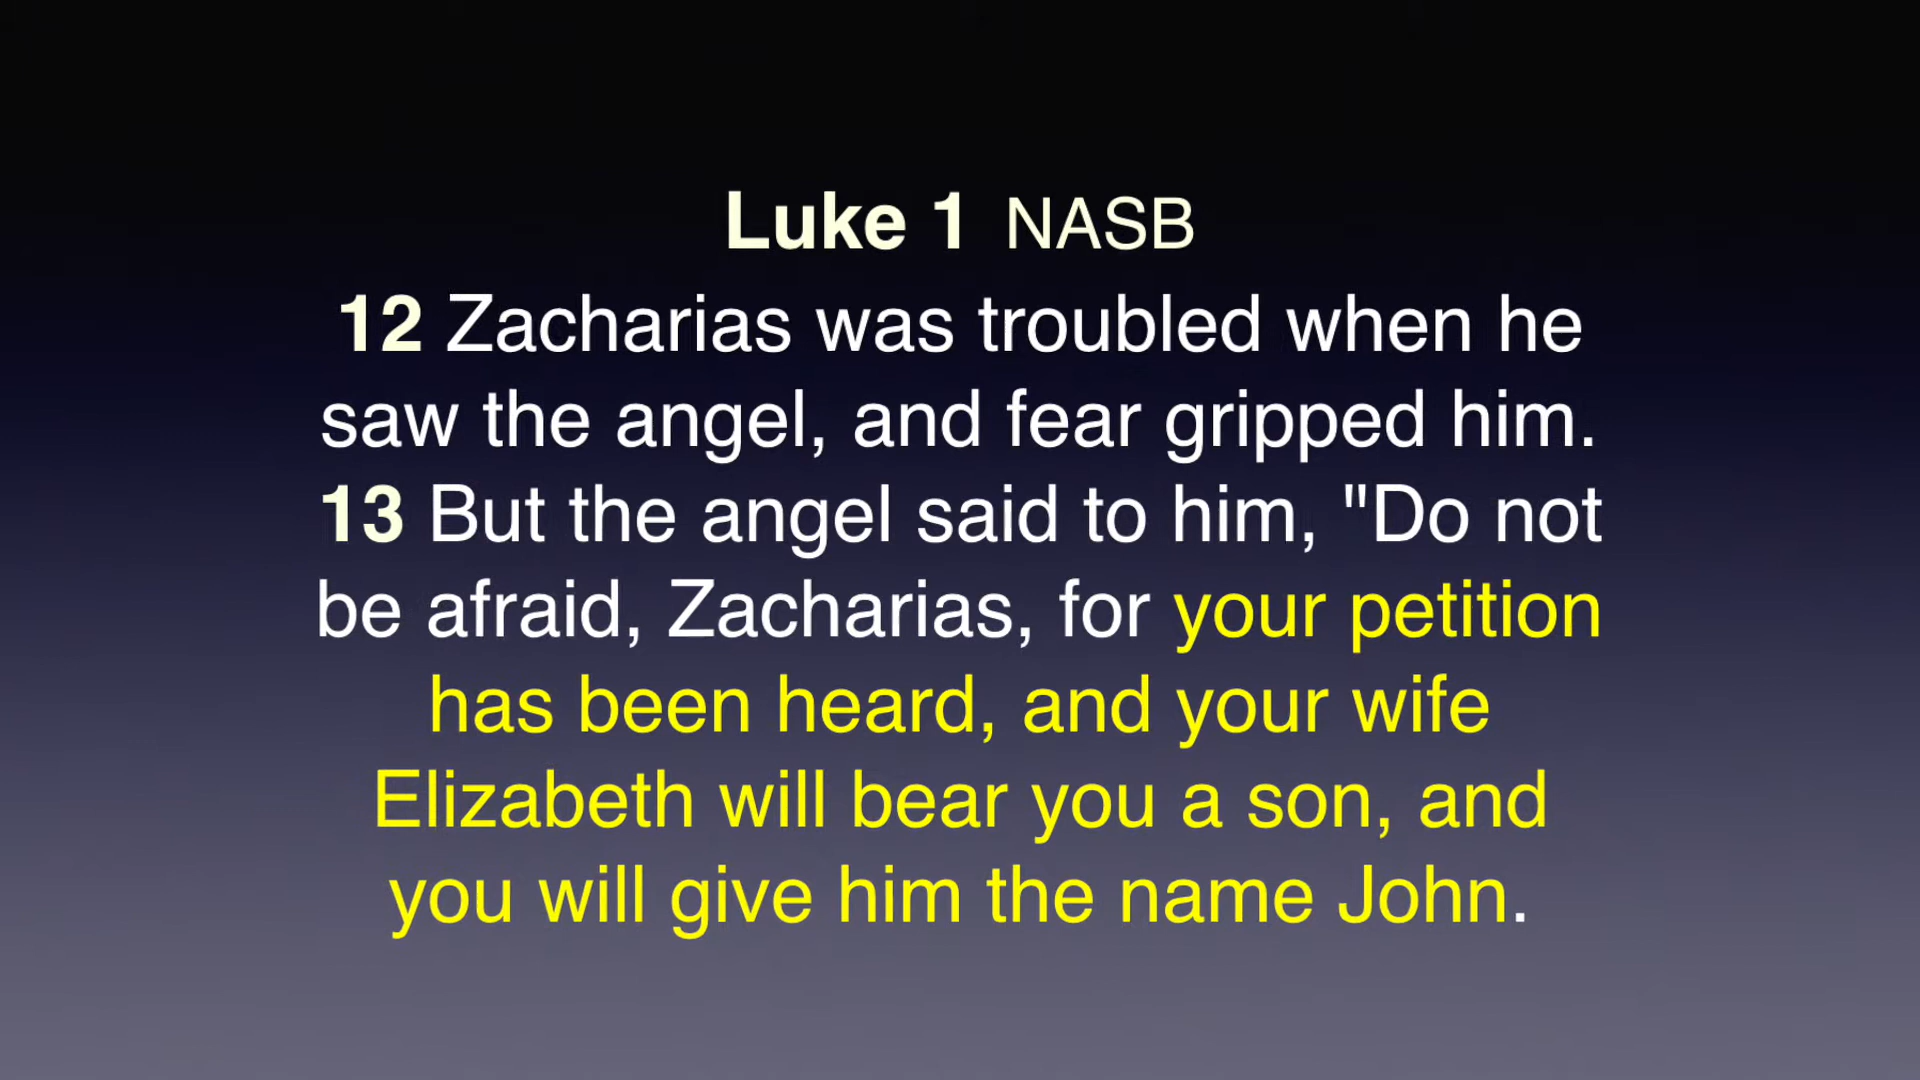 Luke 1 NASB
12 Zacharias was troubled when he
saw the angel, and fear gripped him.
13 But the angel said to him, "Do not
be afraid, Zacharias, for your petition
has been heard, and your wife
Elizabeth will bear you a son, and
you will give him the name John.